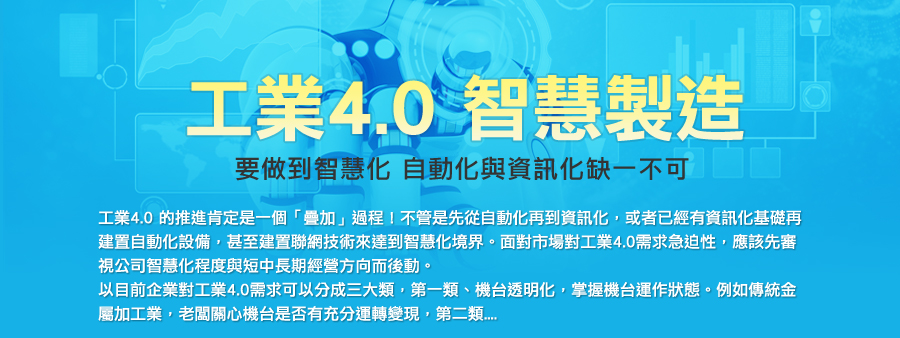 工業4.0 智慧製造
要做到智慧化 自動化與資訊化缺一不可
工業4.0 的推進肯定是一個「疊加」過程！不管是先從自動化再到資訊化，或者已經有資訊化基礎再
建置自動化設備，甚至建置聯網技術來達到智慧化境界。面對市場對工業4.0需求急迫性，應該先審
視公司智慧化程度與短中長期經營方向而後動。
以目前企業對工業4.0需求可以分成三大類，第一類、機台透明化，掌握機台運作狀態。例如傳統金
屬加工業，老闆關心機台是否有充分運轉變現，第二類....